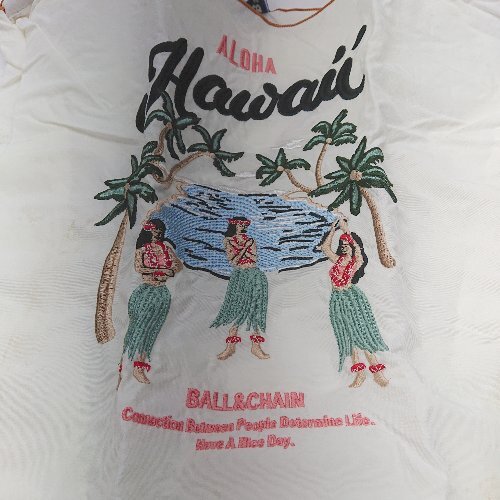 ALOHA
Hawaii
BALL&CHAIN
Connection Between People Determine Life.
Have A Nice Day.